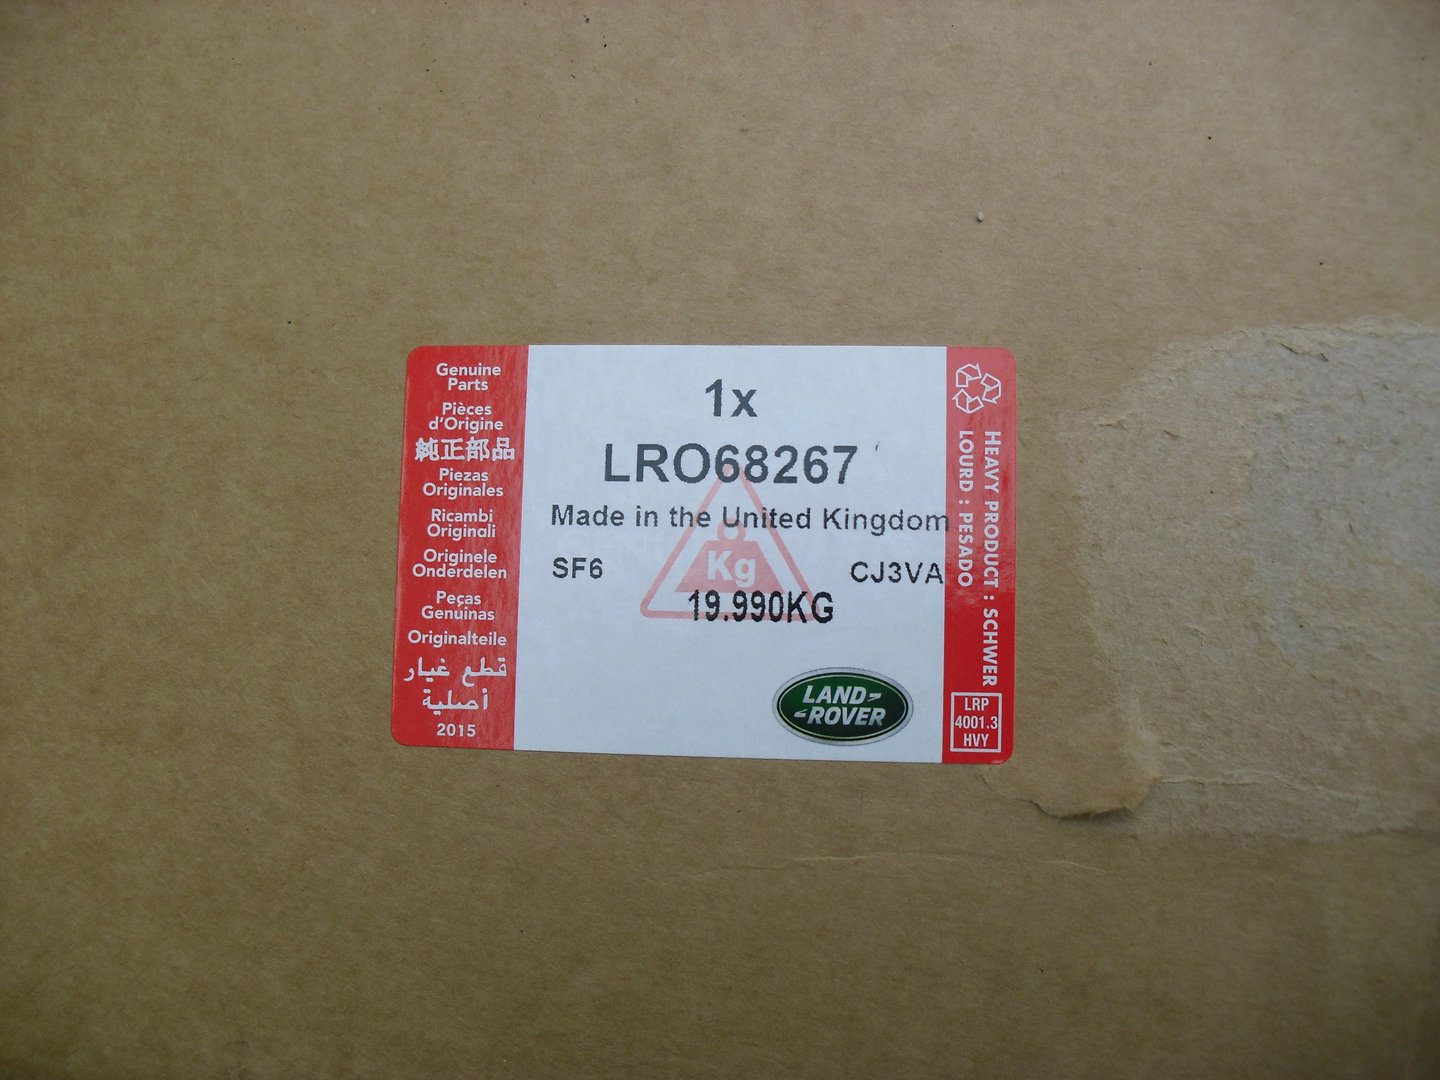 Genuine
Parts
Pièces
d'Origine
純正部品
Piezas
Originales
Ricambi
Originali
Originele
Onderdelen
Peças
Genuínas
Originalteile
قطع غيار
أصلية
2015
1x
LRO68267
Made in the United Kingdom
SF6
CJ3VA
Kg
19.990KG
LAND-
-ROVER
HEAVY PRODUCT : SCHWER
LOURD : PESADO
LRP
4001.3
HVY